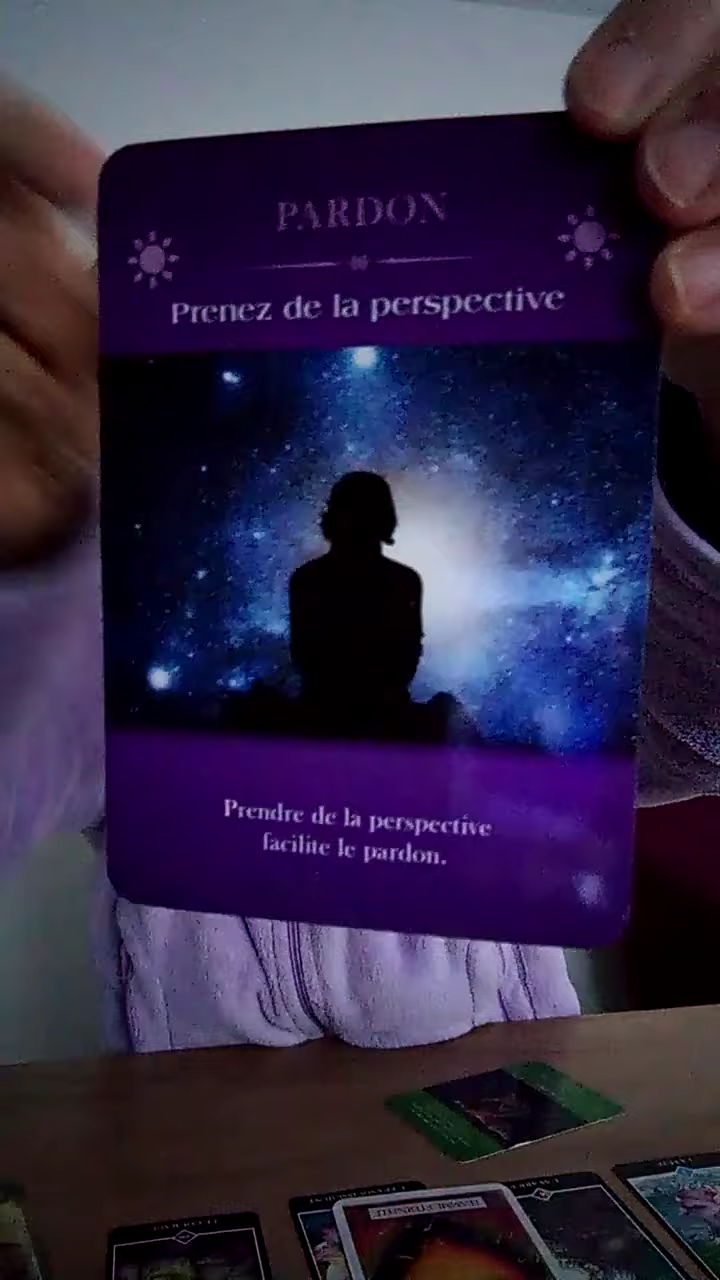 PARDON
Prenez de la perspective
Prendre de la perspective
facilite le pardon.